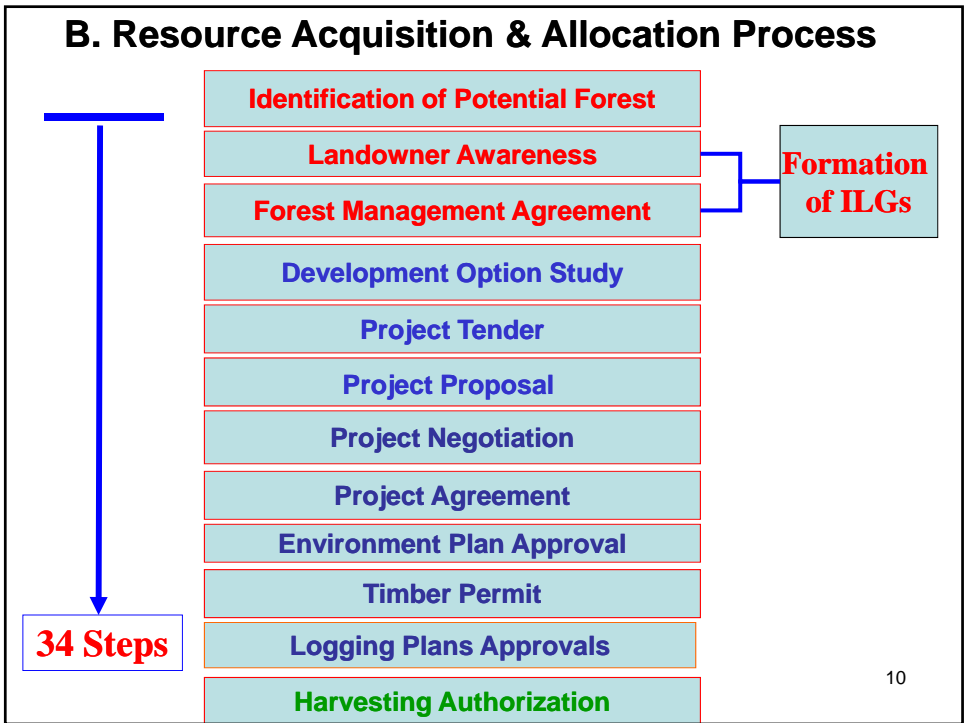 B. Resource Acquisition & Allocation Process
Identification of Potential Forest
Landowner Awareness
Forest Management Agreement
Formation
of ILGs
Development Option Study
Project Tender
Project Proposal
Project Negotiation
Project Agreement
Environment Plan Approval
Timber Permit
Logging Plans Approvals
Harvesting Authorization
34 Steps
10